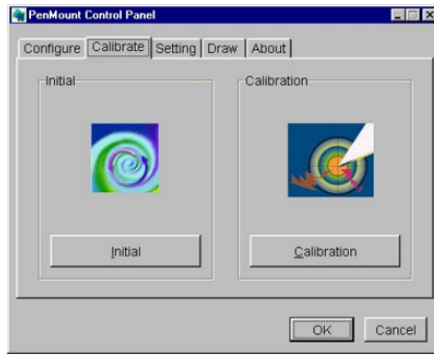 PenMount Control Panel
Configure Calibrate Setting Draw About
Initial Calibration
Initial Calibration
OK Cancel